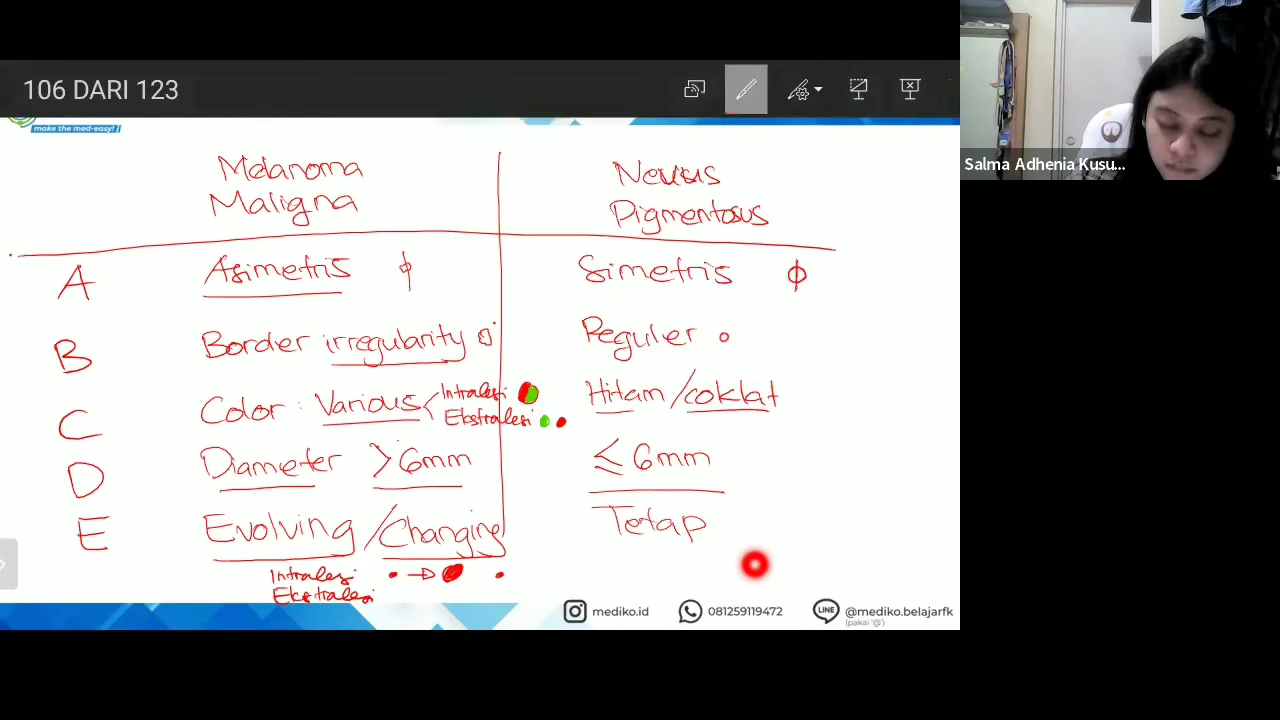 106 DARI 123
make the med-easy!
Salma Adhenia Kusu...
Melanoma Maligna
Nevus Pigmentosus
A Asimetris Simetris
B Border irregularity Reguler
C Color : Various Intralesi Ekstralesi Hitam / coklat
D Diameter > 6mm ≤ 6mm
E Evolving / Changing Tetap
Intralesi
Ekstralesi
mediko.id 081259119472 LINE @mediko.belajarfk
(pakai '@')